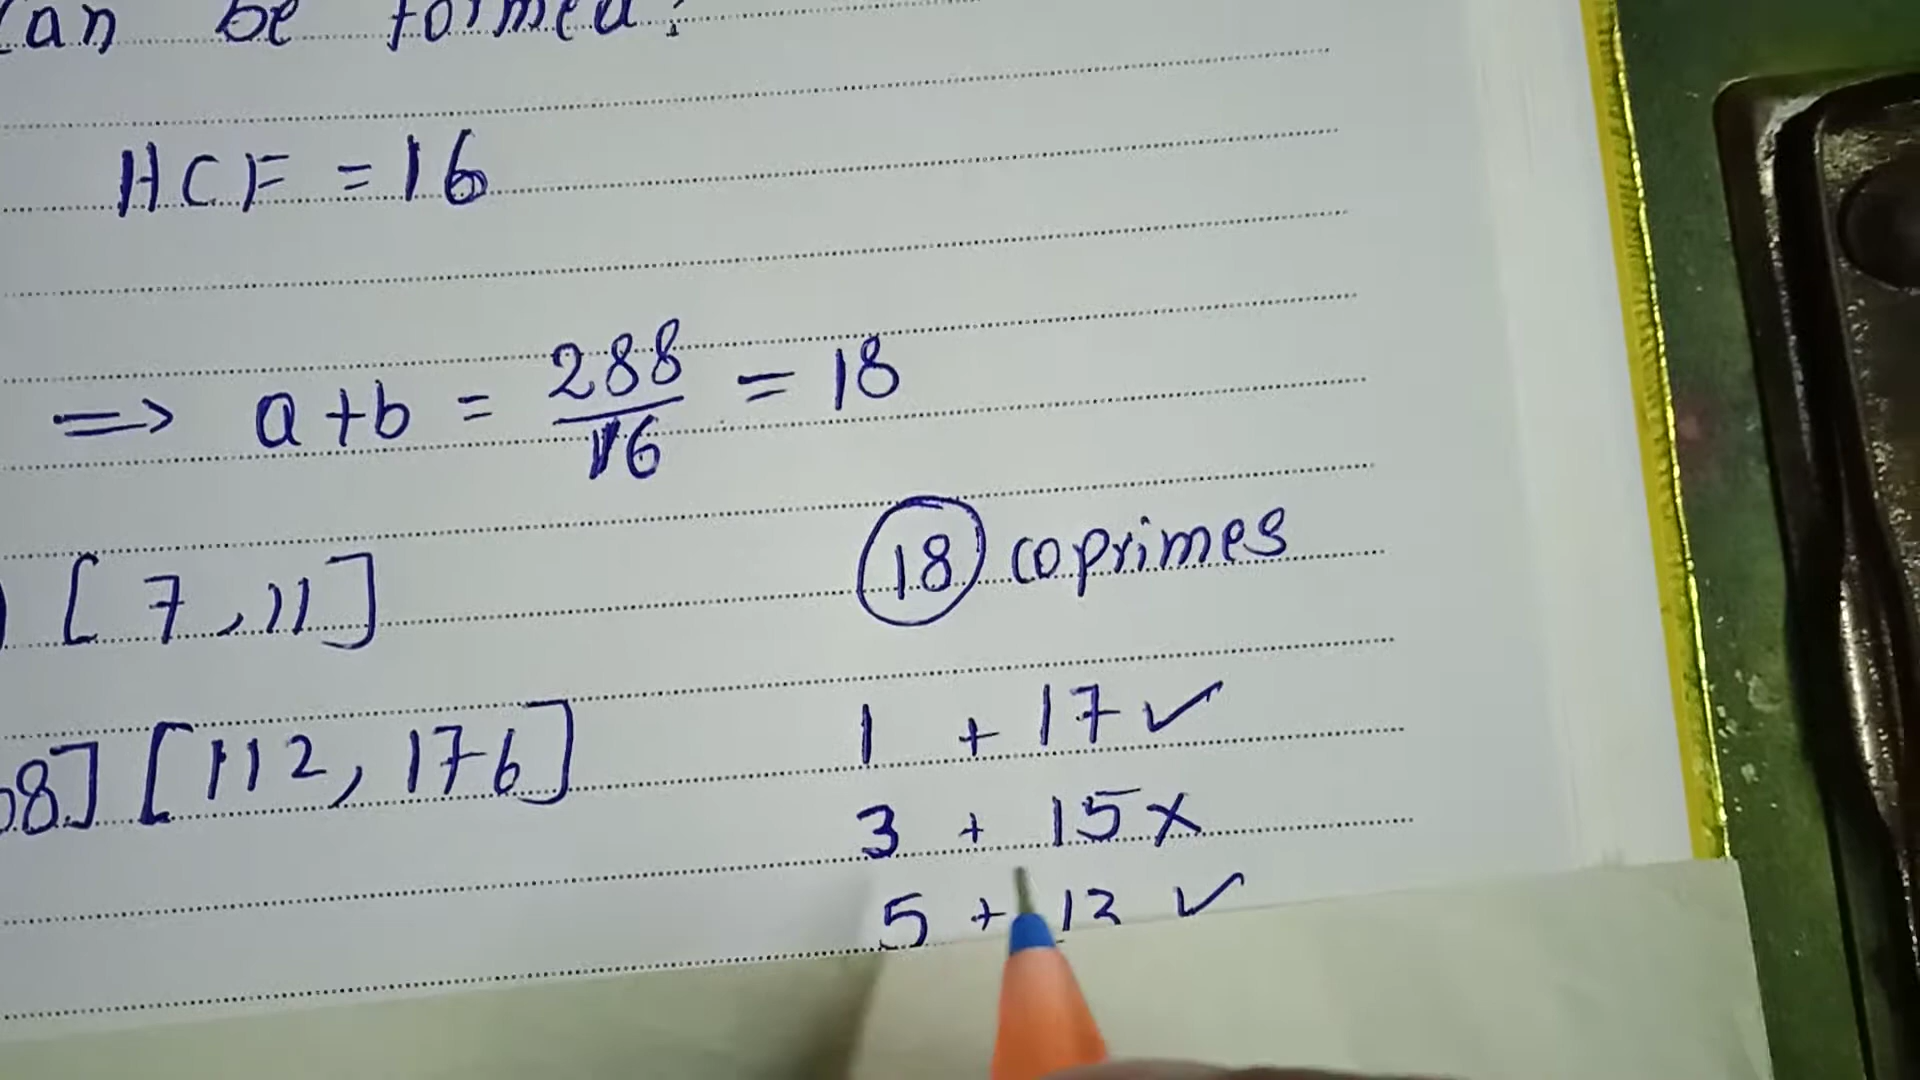 can be formed?
HCF = 16
=> a+b = 288/16 = 18
18 coprimes
[7, 11]
1 + 17 ✓
8] [112, 176]
3 + 15 x
5 + 13 ✓